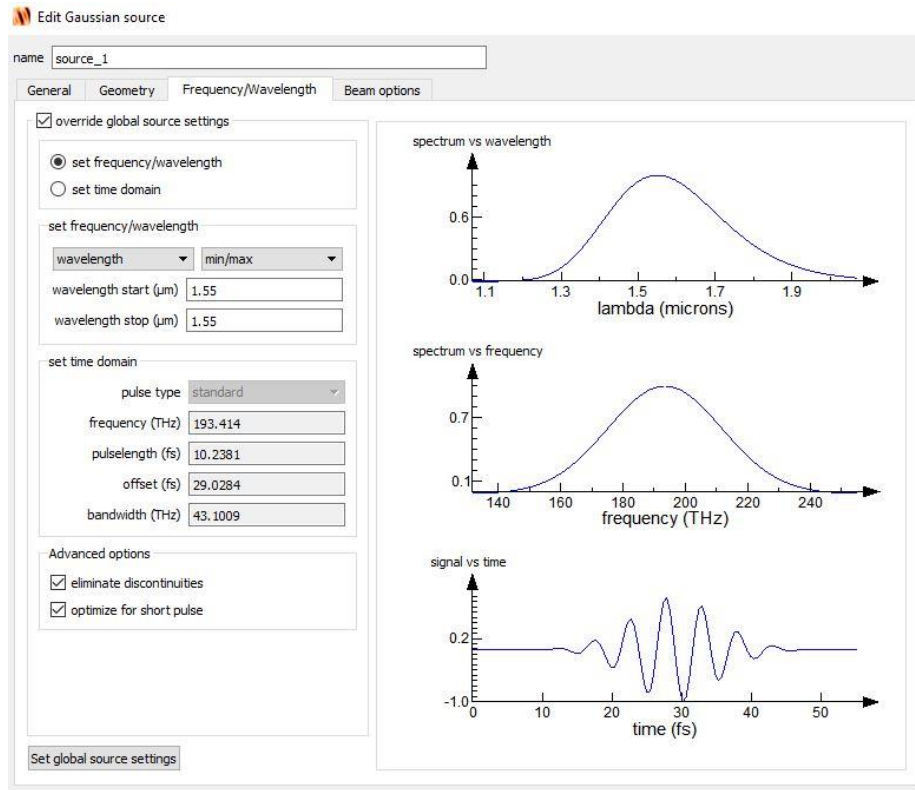 Edit Gaussian source
name source_1
General Geometry Frequency/Wavelength Beam options
override global source settings
set frequency/wavelength
set time domain
set frequency/wavelength
wavelength min/max
wavelength start (μm) 1.55
wavelength stop (μm) 1.55
set time domain
pulse type standard
frequency (THz) 193.414
pulselength (fs) 10.2381
offset (fs) 29.0284
bandwidth (THz) 43.1009
Advanced options
eliminate discontinuities
optimize for short pulse
Set global source settings
spectrum vs wavelength
0.6
0.0
1.1 1.3 1.5 1.7 1.9
lambda (microns)
spectrum vs frequency
0.7
0.1
140 160 180 200 220 240
frequency (THz)
signal vs time
0.2
-1.0
0 10 20 30 40 50
time (fs)